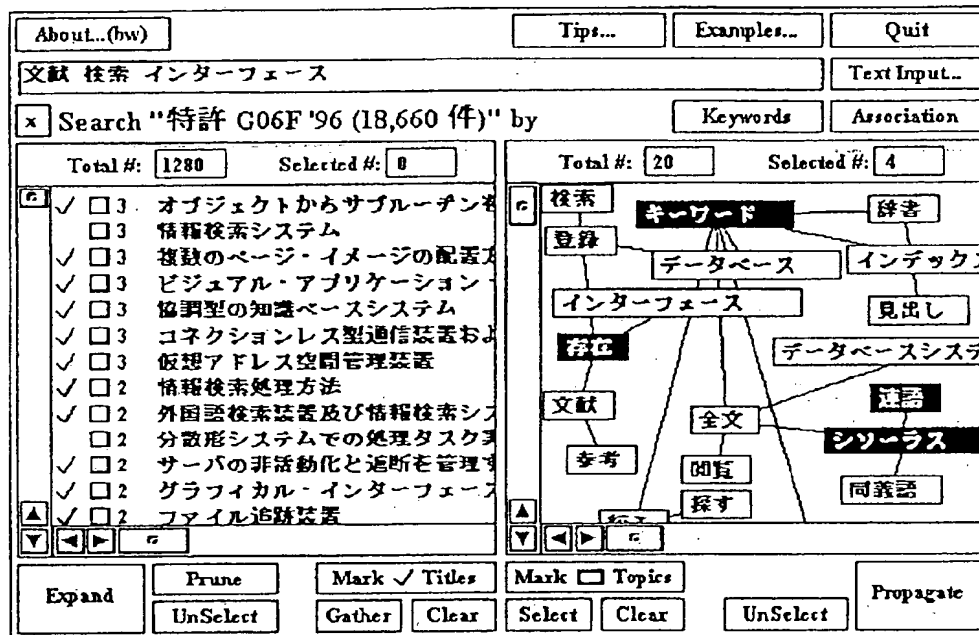 About...(bw)
Tips...
Examples...
Quit
文献 検索 インターフェース
Text Input...
x Search "特許 G06F '96 (18,660 件)" by
Keywords
Association
Total #: 1280 Selected #: 0
Total #: 20 Selected #: 4
3 オブジェクトからサブルーチン
3 情報検索システム
3 複数のページ・イメージの配置方
3 ビジュアル・アプリケーション
3 協調型の知識ベースシステム
3 コネクションレス型通信装置およ
3 仮想アドレス空間管理装置
2 情報検索処理方法
2 外国語検索装置及び情報検索シス
2 分散形システムでの処理タスク実
2 サーバの非活動化と遮断を管理す
2 グラフィカル・インターフェース
2 ファイル追跡装置
検索
キーワード
辞書
登録
データベース
インデックス
インターフェース
見出し
存在
データベースシステ
文献
連語
全文
シソーラス
参考
閲覧
同義語
探す
Expand
Prune
Mark ✓ Titles
Mark Topics
Propagate
UnSelect
Gather
Clear
Select
Clear
UnSelect